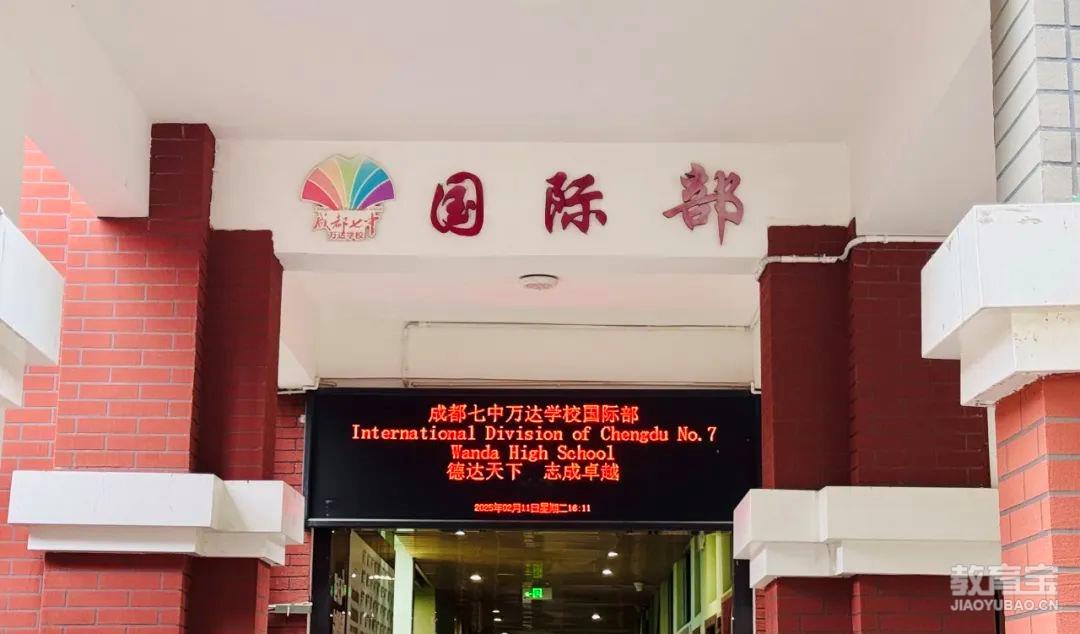 国际部
成都七中
万达学校
成都七中万达学校国际部
International Division of Chengdu No.7
Wanda High School
德达天下 志成卓越
2025年02月11日星期二16:11
教育宝
JIAOYUBAO.CN